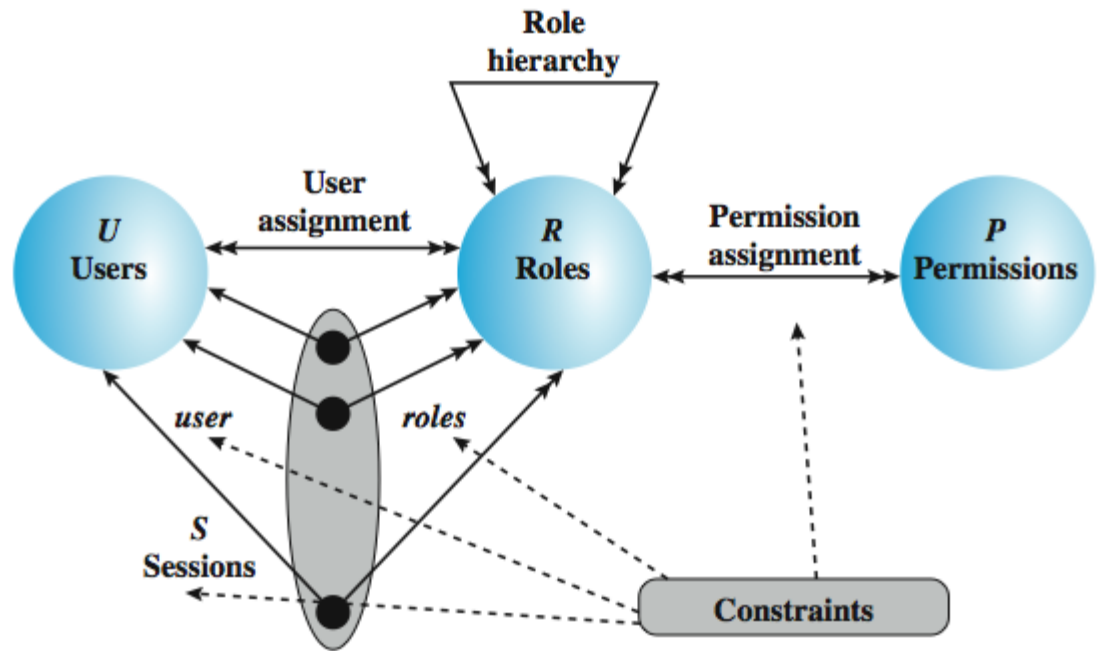 Role
hierarchy
User
assignment
U
Users
R
Roles
Permission
assignment
P
Permissions
user
roles
S
Sessions
Constraints